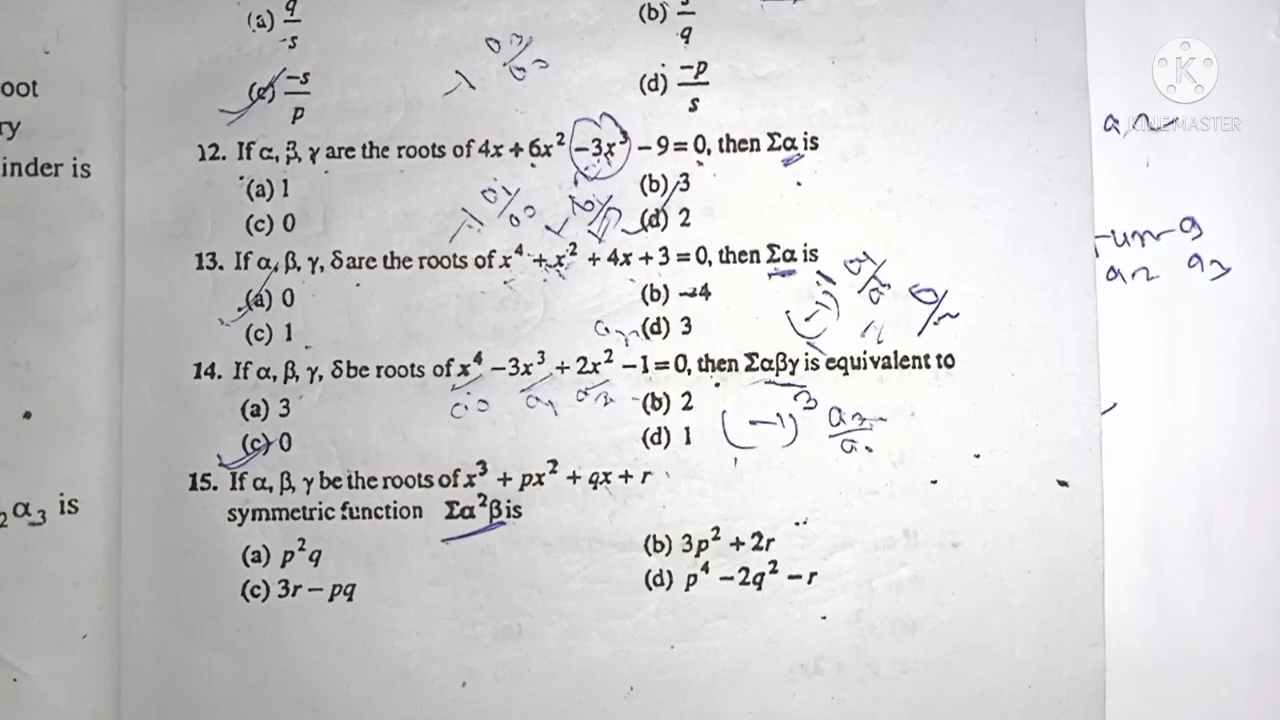 (a) q/-s
(b)
q
(c) -s/p
(d) -p/s
oot
ry
inder is
KINEMASTER
12. If α, β, γ are the roots of 4x + 6x² - 3x³ - 9 = 0, then Σα is
(a) 1
(b) 3
(c) 0
(d) 2
13. If α, β, γ, δ are the roots of x⁴ + x² + 4x + 3 = 0, then Σα is
(a) 0
(b) -4
(c) 1
(d) 3
14. If α, β, γ, δ be roots of x⁴ - 3x³ + 2x² - 1 = 0, then Σαβγ is equivalent to
(a) 3
(b) 2
(c) 0
(d) 1
15. If α, β, γ be the roots of x³ + px² + qx + r
symmetric function Σα²β is
₂α₃ is
(a) p²q
(b) 3p² + 2r
(c) 3r - pq
(d) p⁴ - 2q² - r